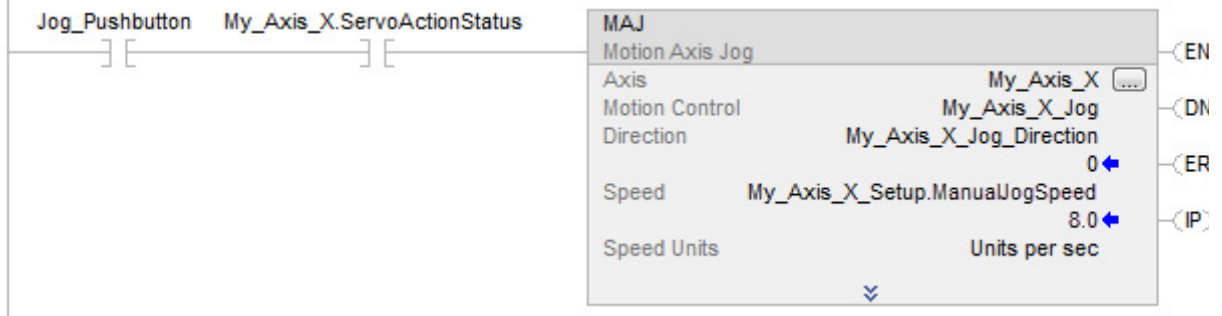 Jog_Pushbutton My_Axis_X.ServoActionStatus
MAJ
Motion Axis Jog
Axis My_Axis_X ...
Motion Control My_Axis_X_Jog
Direction My_Axis_X_Jog_Direction
0
Speed My_Axis_X_Setup.ManualJogSpeed
8.0
Speed Units Units per sec
EN
DN
ER
IP